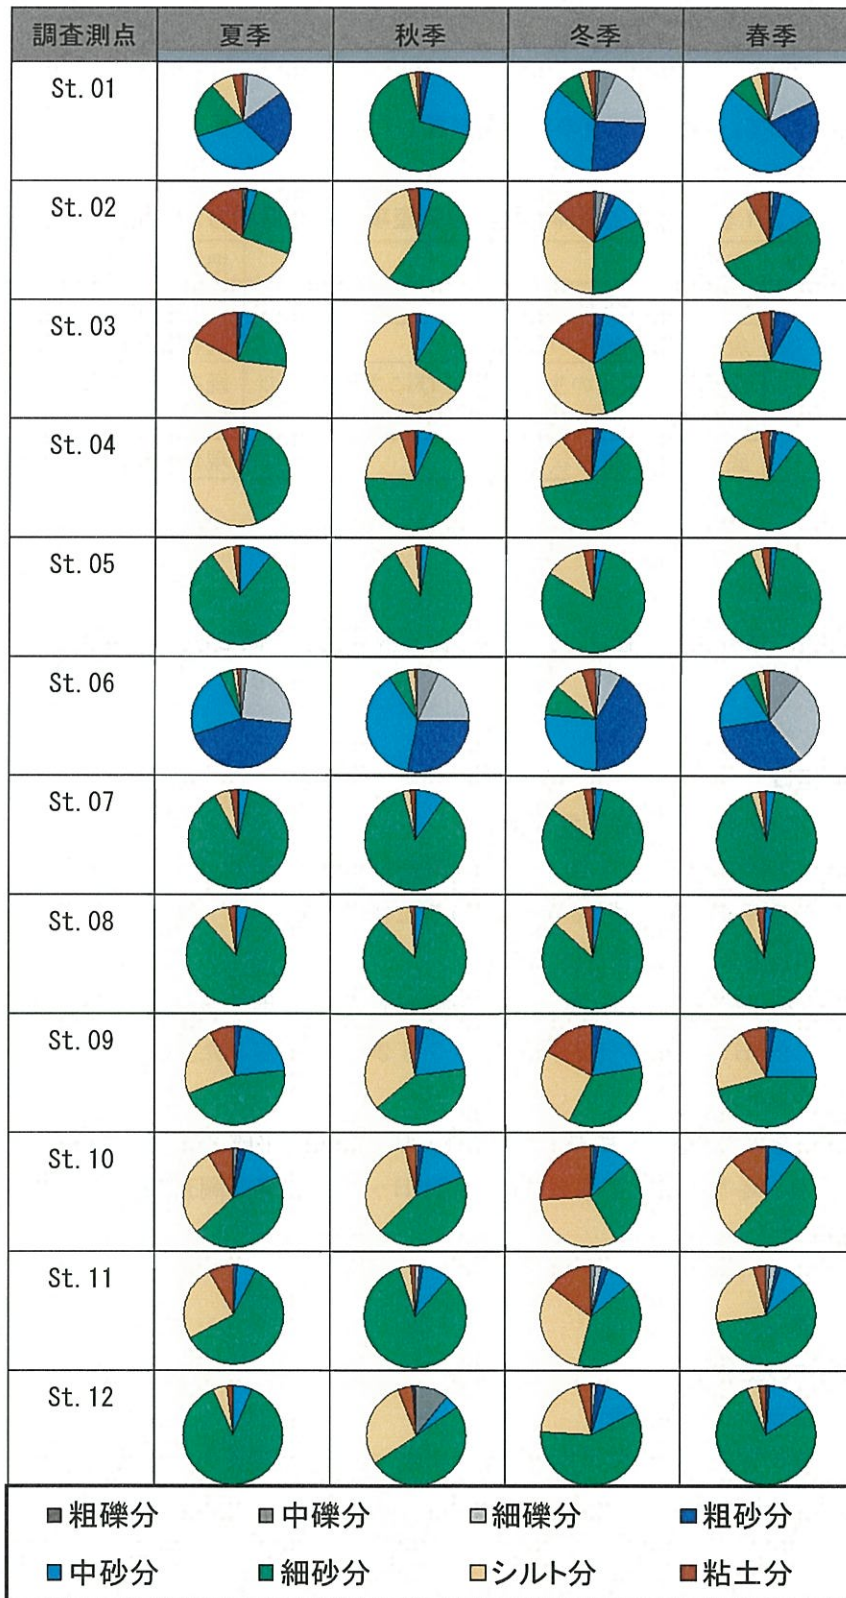 調査測点 夏季 秋季 冬季 春季
St. 01
St. 02
St. 03
St. 04
St. 05
St. 06
St. 07
St. 08
St. 09
St. 10
St. 11
St. 12
粗礫分 中礫分 細礫分 粗砂分
中砂分 細砂分 シルト分 粘土分